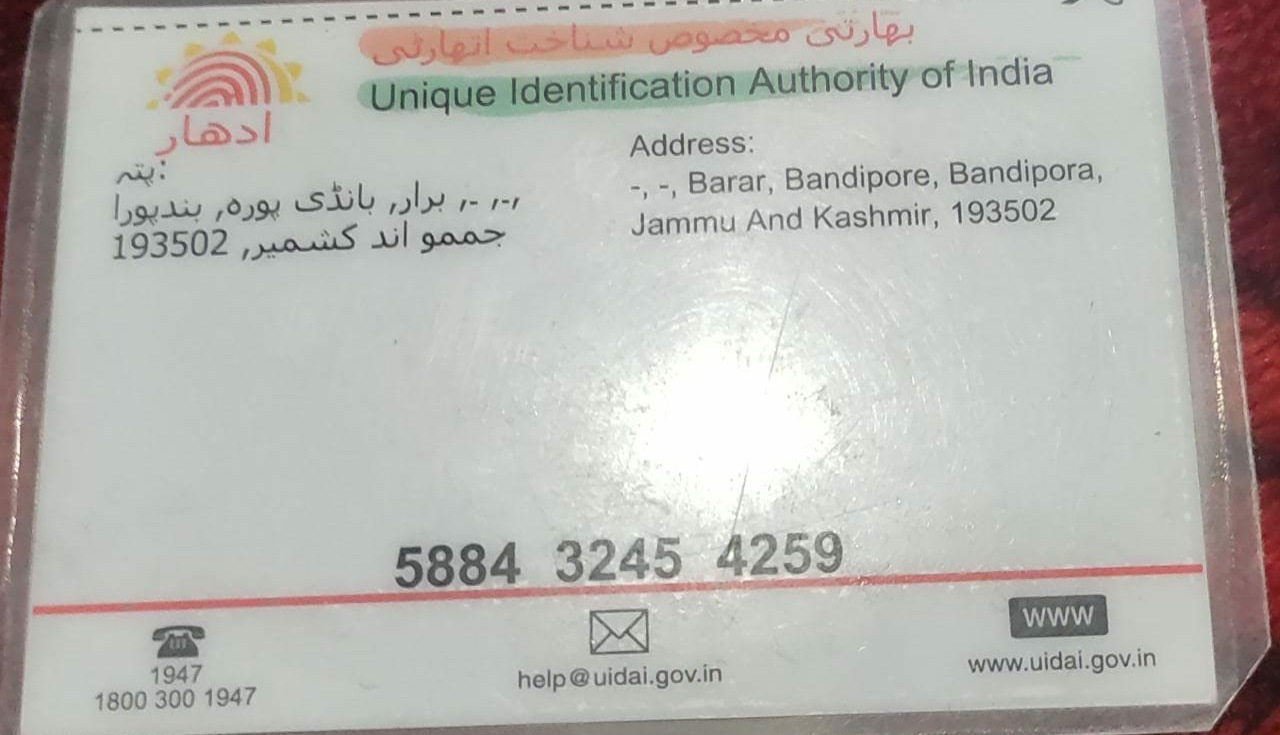 بھارتی مخصوص شناخت اتھارٹی
Unique Identification Authority of India
ادھار
پتہ:
,-, -, برار, بانڈی پورہ, بندپورا
جممو اند کشمیر, 193502
Address:
-, -, Barar, Bandipore, Bandipora,
Jammu And Kashmir, 193502
5884 3245 4259
1947
1800 300 1947
help@uidai.gov.in
WWW
www.uidai.gov.in